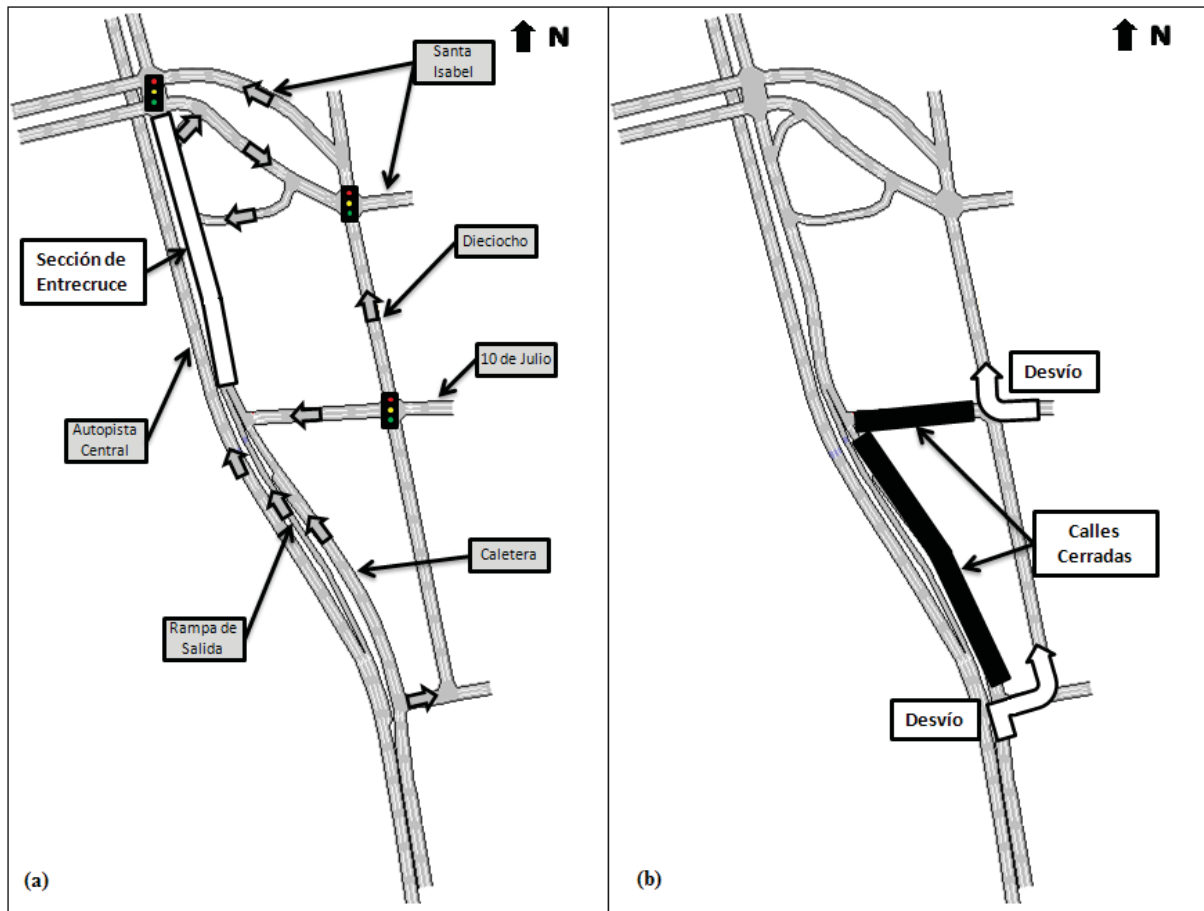 N
Santa
Isabel
Dieciocho
Sección de
Entrecruce
10 de Julio
Autopista
Central
Caletera
Rampa de
Salida
(a)
N
Desvío
Calles
Cerradas
Desvío
(b)